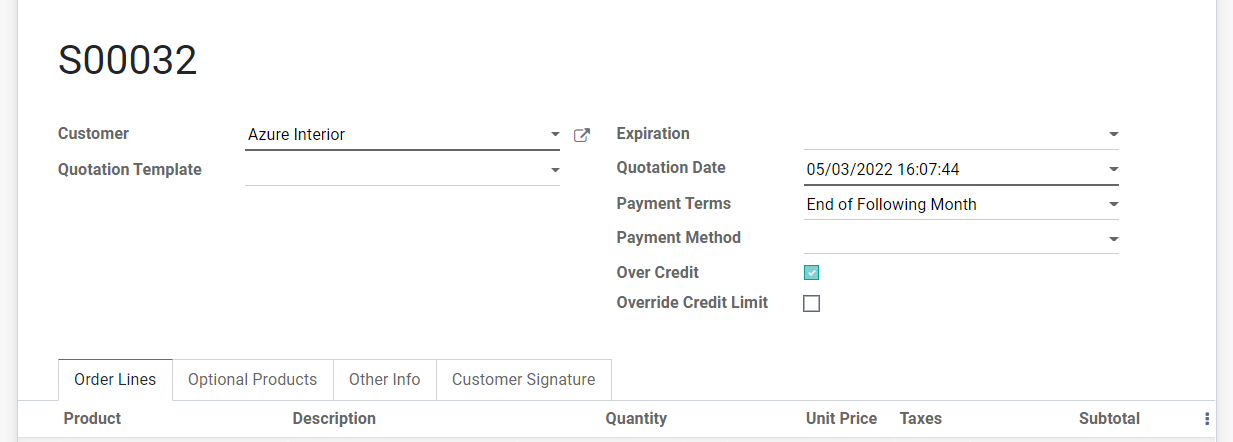 S00032
Customer Azure Interior
Quotation Template
Expiration
Quotation Date 05/03/2022 16:07:44
Payment Terms End of Following Month
Payment Method
Over Credit
Override Credit Limit
Order Lines Optional Products Other Info Customer Signature
Product Description Quantity Unit Price Taxes Subtotal